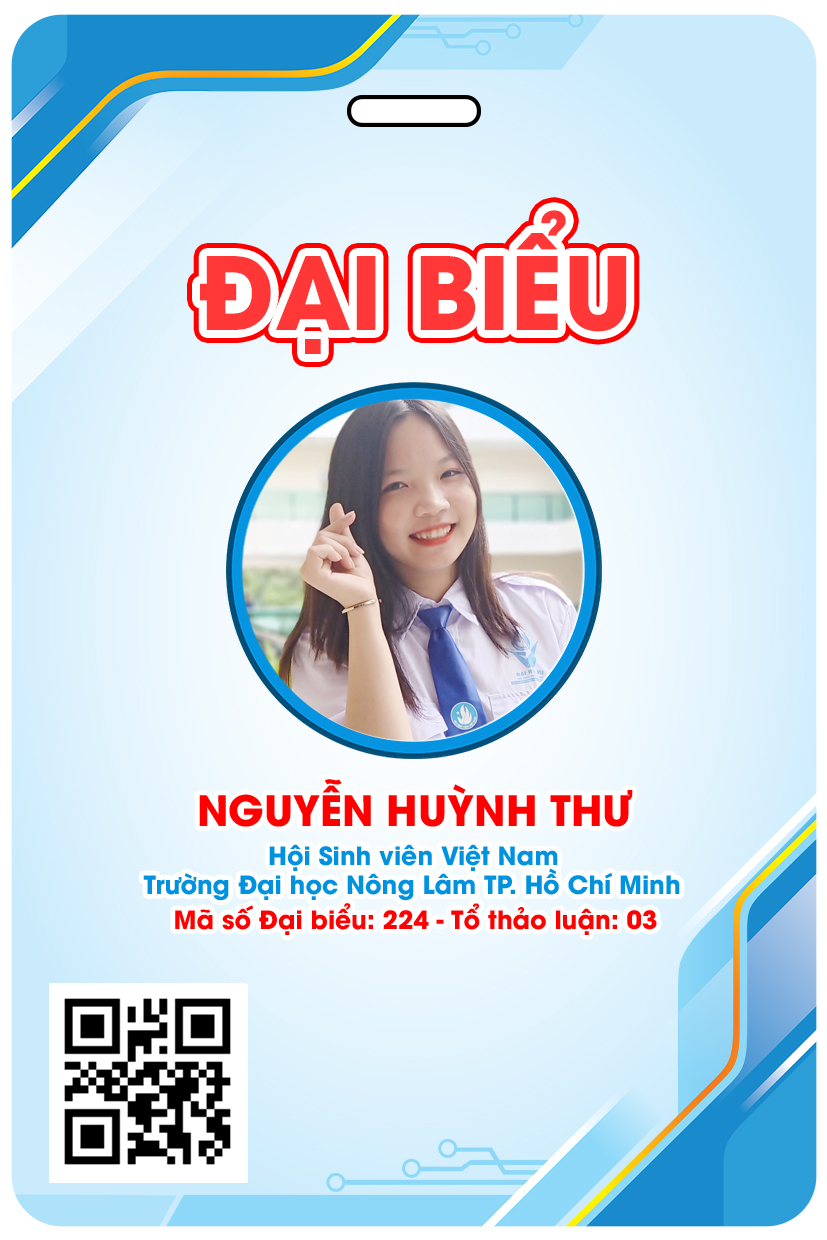 ĐẠI BIỂU
NGUYỄN HUỲNH THƯ
Hội Sinh viên Việt Nam
Trường Đại học Nông Lâm TP. Hồ Chí Minh
Mã số Đại biểu: 224 - Tổ thảo luận: 03